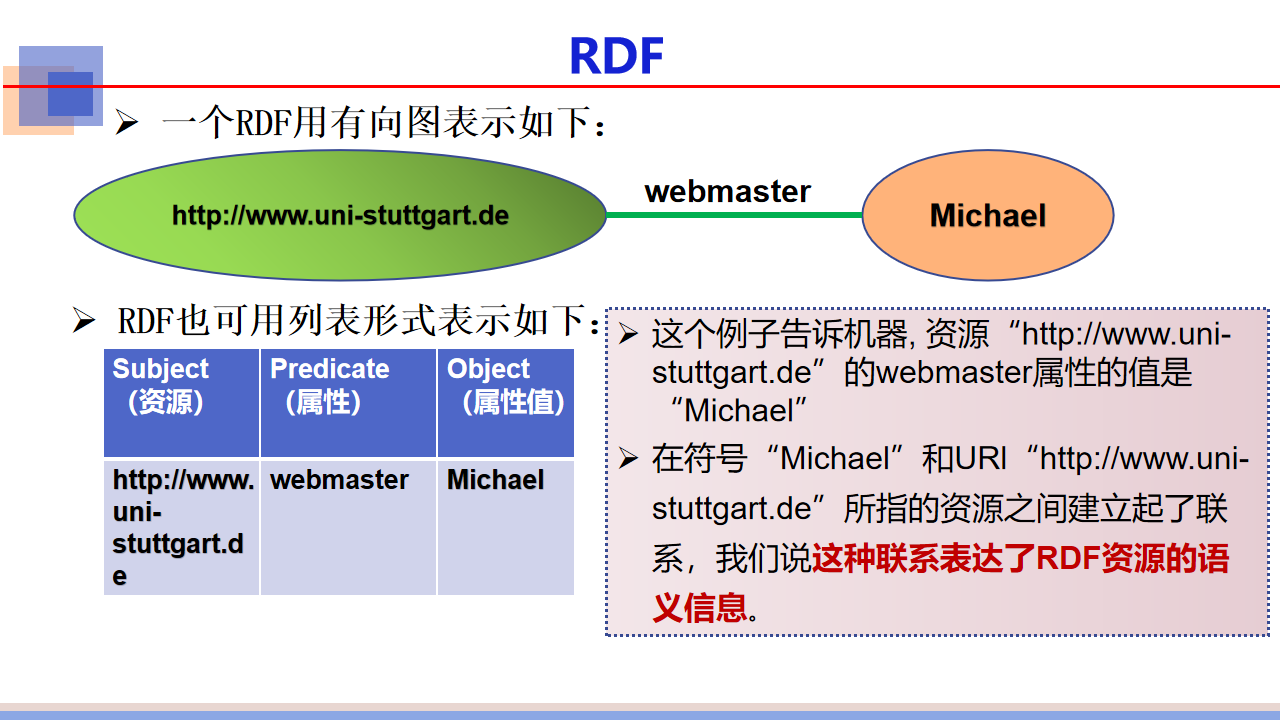 RDF
一个RDF用有向图表示如下：
http://www.uni-stuttgart.de
webmaster
Michael
RDF也可用列表形式表示如下：
Subject
（资源）
Predicate
（属性）
Object
（属性值）
http://www.
uni-
stuttgart.d
e
webmaster
Michael
这个例子告诉机器, 资源“http://www.uni-
stuttgart.de”的webmaster属性的值是
“Michael”
在符号“Michael”和URI“http://www.uni-
stuttgart.de”所指的资源之间建立起了联
系，我们说这种联系表达了RDF资源的语
义信息。